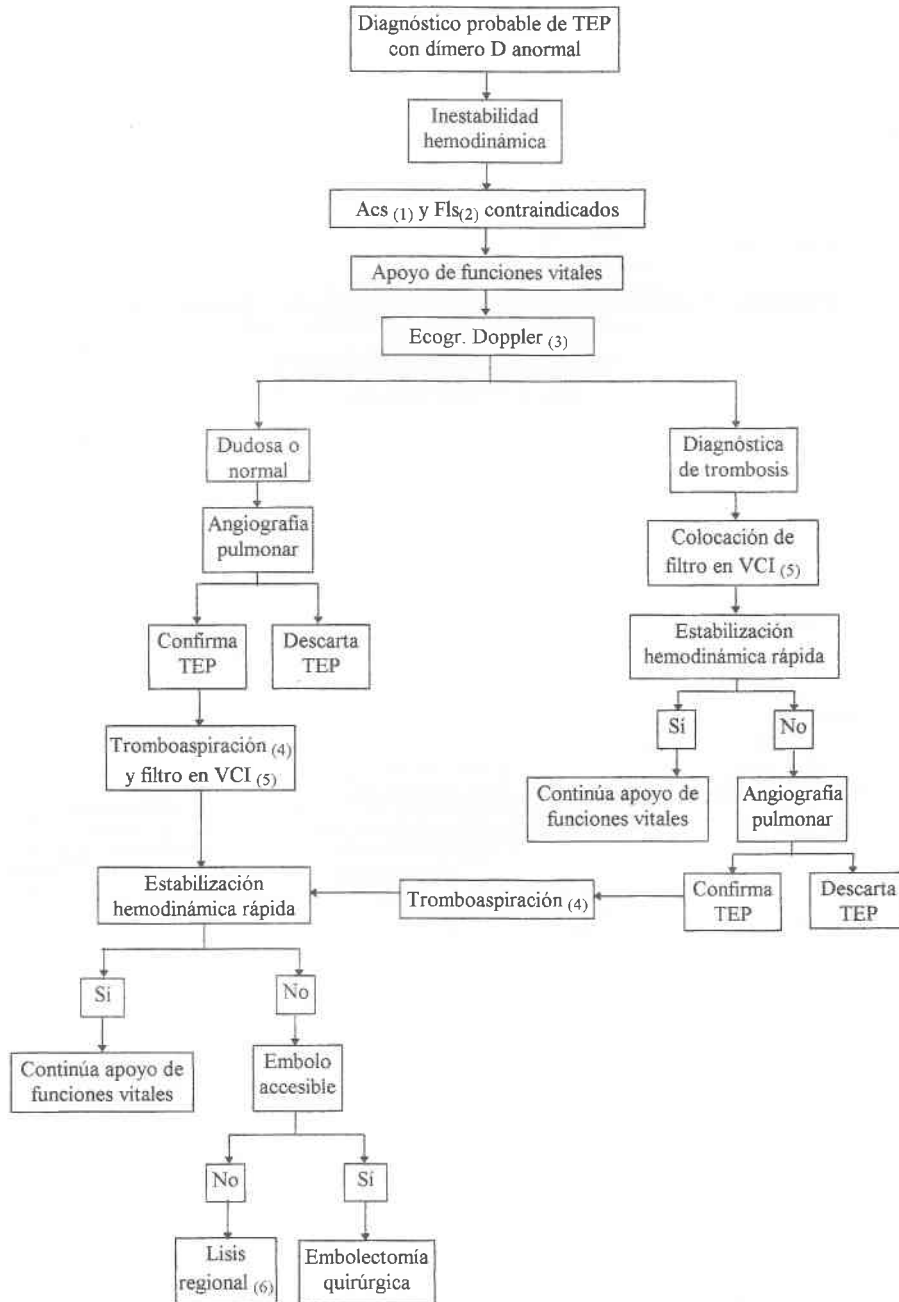 Diagnóstico probable de TEP
con dímero D anormal
Inestabilidad
hemodinámica
Acs (1) y Fls(2) contraindicados
Apoyo de funciones vitales
Ecogr. Doppler (3)
Dudosa o
normal
Angiografía
pulmonar
Confirma
TEP
Descarta
TEP
Tromboaspiración (4)
y filtro en VCI (5)
Diagnóstica
de trombosis
Colocación de
filtro en VCI (5)
Estabilización
hemodinámica rápida
Sí
No
Continúa apoyo de
funciones vitales
Angiografía
pulmonar
Confirma
TEP
Descarta
TEP
Tromboaspiración (4)
Estabilización
hemodinámica rápida
Sí
No
Continúa apoyo de
funciones vitales
Embolo
accesible
No
Sí
Lisis
regional (6)
Embolectomía
quirúrgica